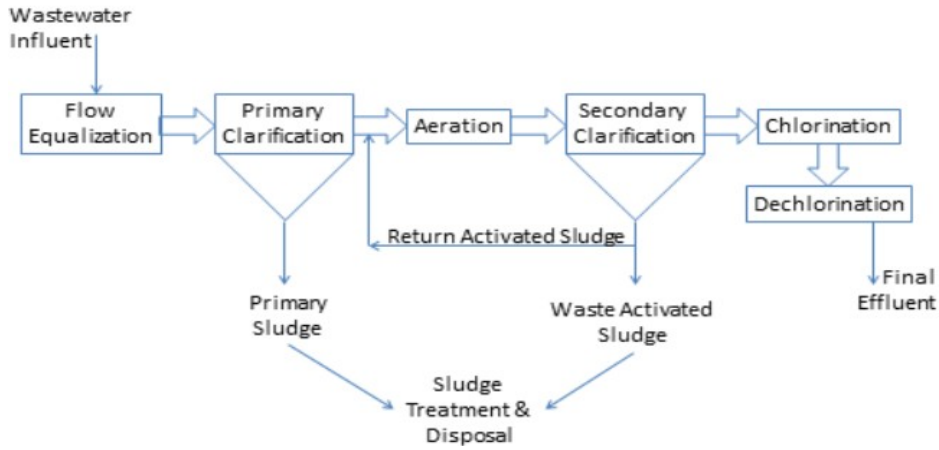 Wastewater
Influent
Flow
Equalization
Primary
Clarification
Aeration
Secondary
Clarification
Chlorination
Dechlorination
Return Activated Sludge
Final
Effluent
Primary
Sludge
Waste Activated
Sludge
Sludge
Treatment &
Disposal